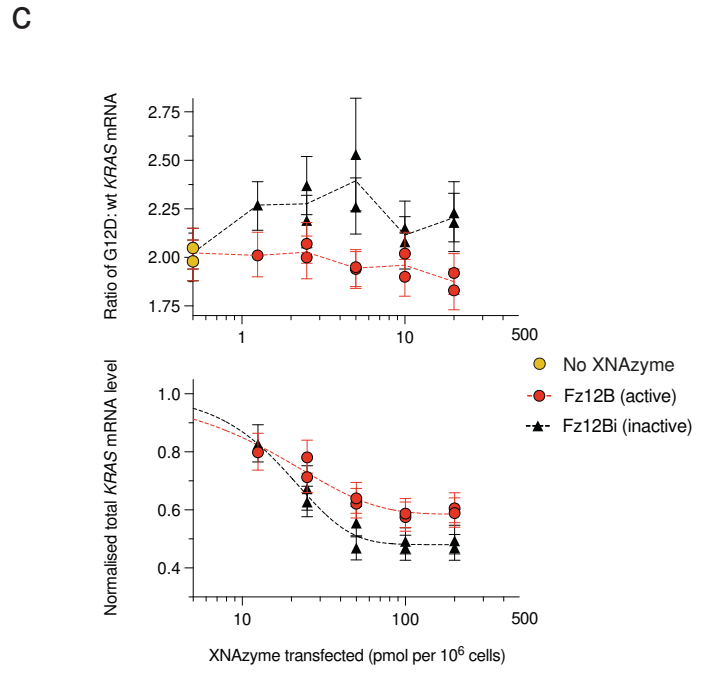 C
Ratio of G12D: wt KRAS mRNA
2.75
2.50
2.25
2.00
1.75
1 10 500
No XNAzyme
Fz12B (active)
Fz12Bi (inactive)
Normalised total KRAS mRNA level
1.0
0.8
0.6
0.4
10 100 500
XNAzyme transfected (pmol per 10⁶ cells)